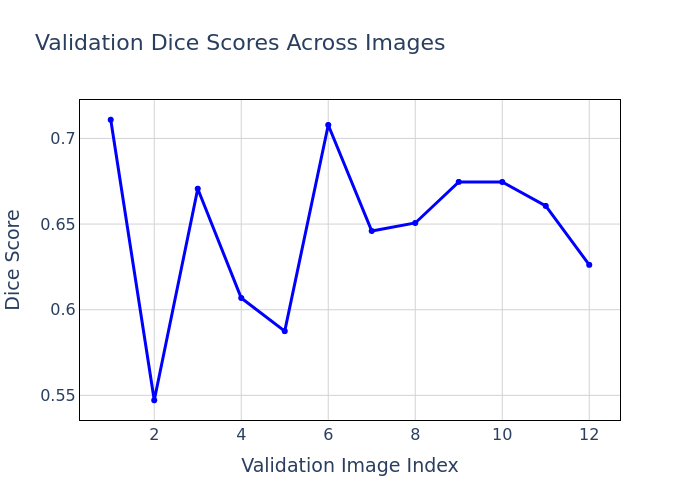 Validation Dice Scores Across Images
0.7
0.65
0.6
0.55
Dice Score
2 4 6 8 10 12
Validation Image Index